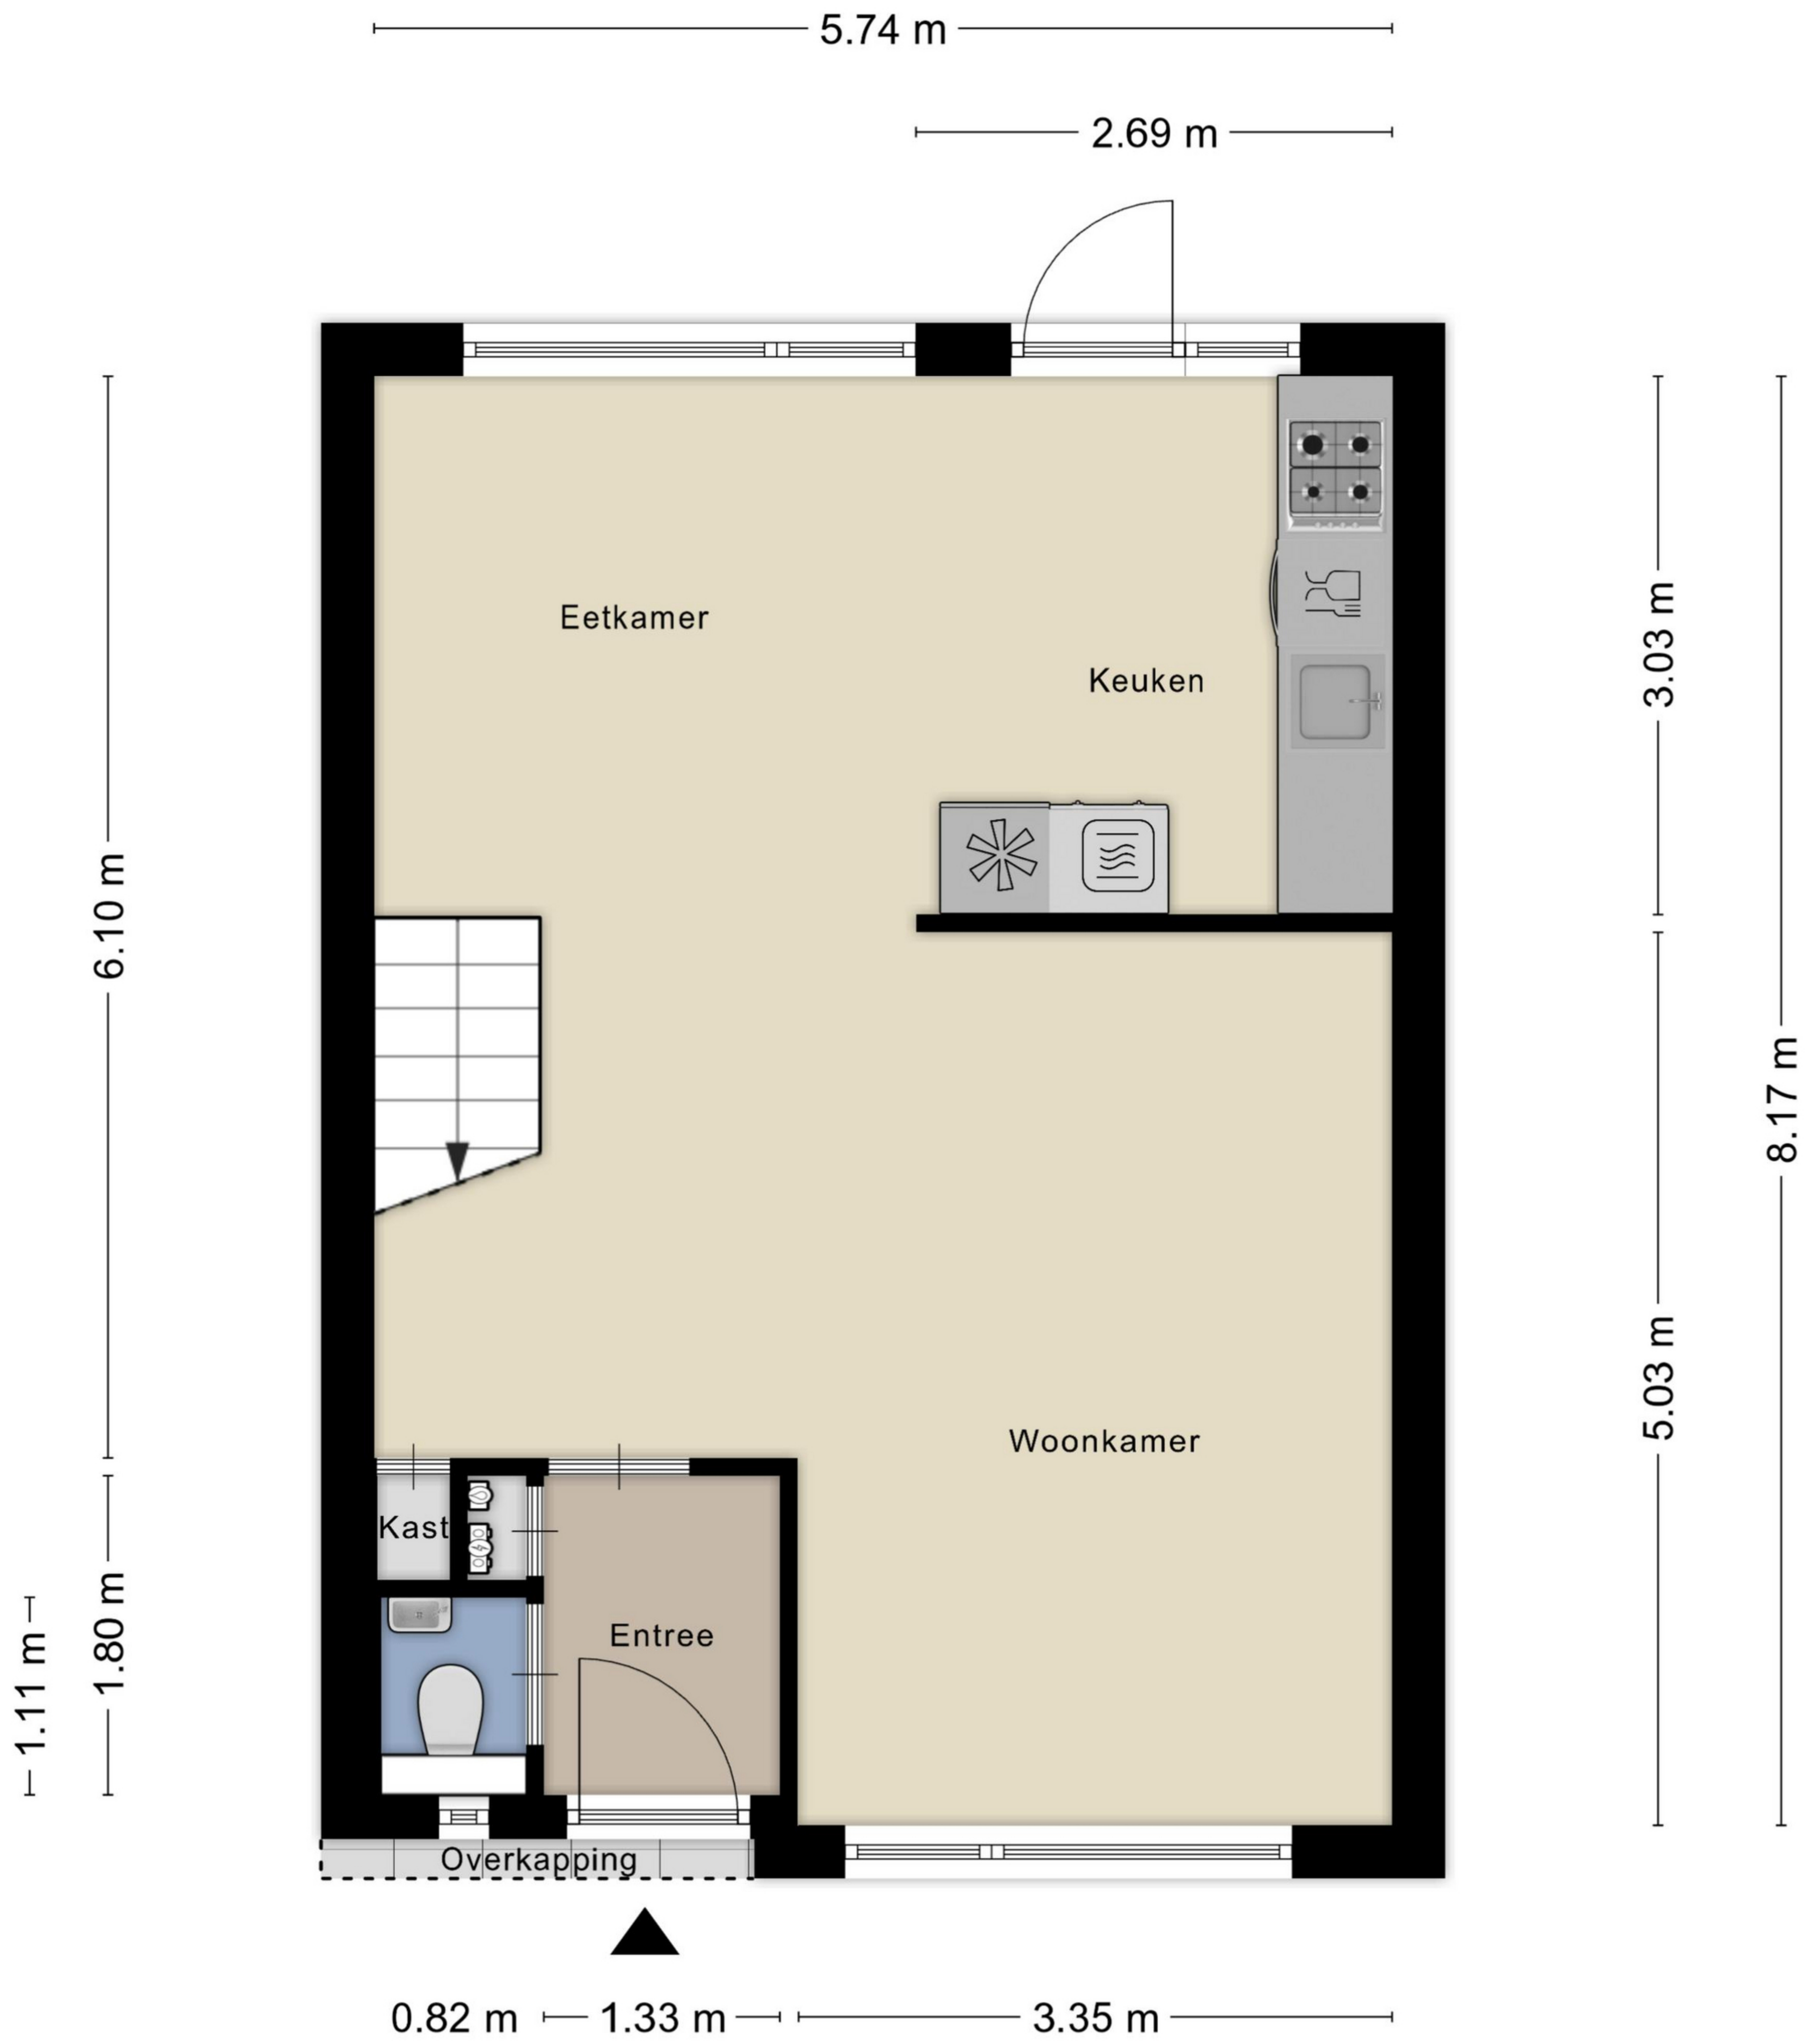 5.74 m
2.69 m
Eetkamer
Keuken
3.03 m
6.10 m
8.17 m
5.03 m
Woonkamer
Kast
Entree
1.80 m
1.11 m
Overkapping
0.82 m
1.33 m
3.35 m